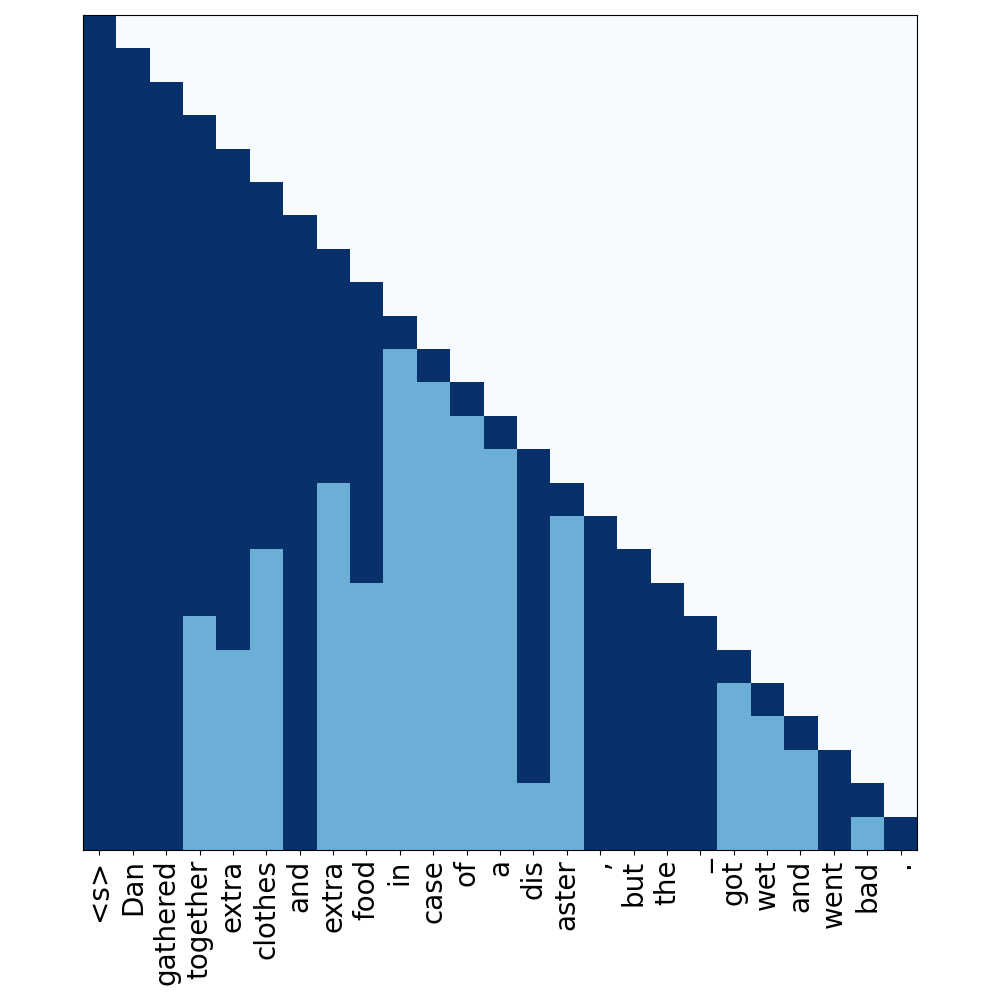 <s> Dan gathered together extra clothes and extra food in case of a dis aster , but the _ got wet and went bad .